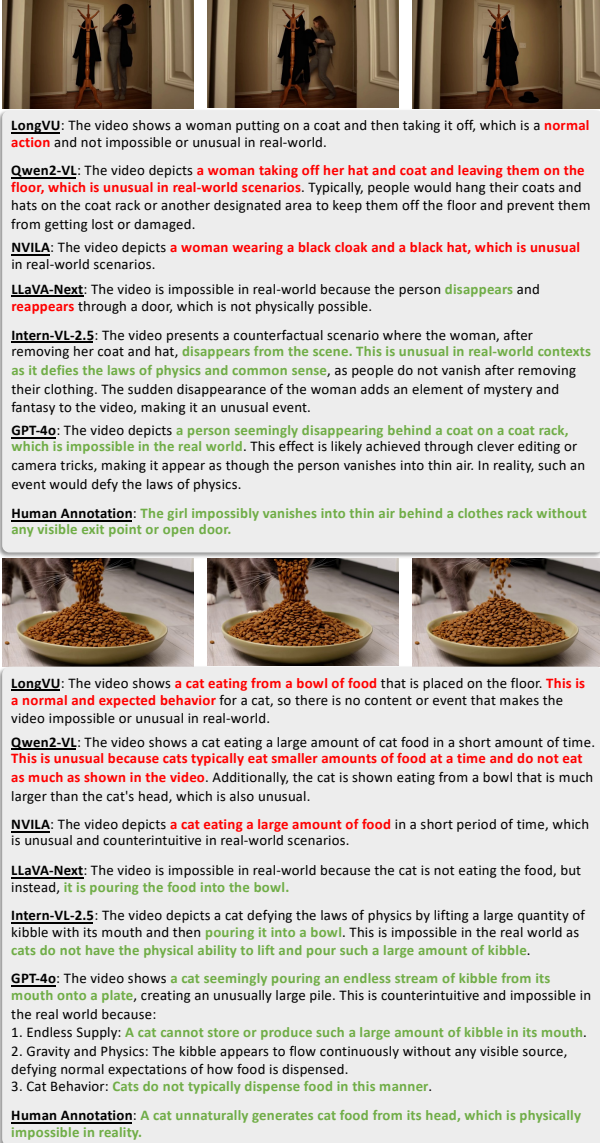 LongVU: The video shows a woman putting on a coat and then taking it off, which is a normal
action and not impossible or unusual in real-world.
Qwen2-VL: The video depicts a woman taking off her hat and coat and leaving them on the
floor, which is unusual in real-world scenarios. Typically, people would hang their coats and
hats on the coat rack or another designated area to keep them off the floor and prevent them
from getting lost or damaged.
NVILA: The video depicts a woman wearing a black cloak and a black hat, which is unusual
in real-world scenarios.
LLaVA-Next: The video is impossible in real-world because the person disappears and
reappears through a door, which is not physically possible.
Intern-VL-2.5: The video presents a counterfactual scenario where the woman, after
removing her coat and hat, disappears from the scene. This is unusual in real-world contexts
as it defies the laws of physics and common sense, as people do not vanish after removing
their clothing. The sudden disappearance of the woman adds an element of mystery and
fantasy to the video, making it an unusual event.
GPT-4o: The video depicts a person seemingly disappearing behind a coat on a coat rack,
which is impossible in the real world. This effect is likely achieved through clever editing or
camera tricks, making it appear as though the person vanishes into thin air. In reality, such an
event would defy the laws of physics.
Human Annotation: The girl impossibly vanishes into thin air behind a clothes rack without
any visible exit point or open door.
LongVU: The video shows a cat eating from a bowl of food that is placed on the floor. This is
a normal and expected behavior for a cat, so there is no content or event that makes the
video impossible or unusual in real-world.
Qwen2-VL: The video shows a cat eating a large amount of cat food in a short amount of time.
This is unusual because cats typically eat smaller amounts of food at a time and do not eat
as much as shown in the video. Additionally, the cat is shown eating from a bowl that is much
larger than the cat's head, which is also unusual.
NVILA: The video depicts a cat eating a large amount of food in a short period of time, which
is unusual and counterintuitive in real-world scenarios.
LLaVA-Next: The video is impossible in real-world because the cat is not eating the food, but
instead, it is pouring the food into the bowl.
Intern-VL-2.5: The video depicts a cat defying the laws of physics by lifting a large quantity of
kibble with its mouth and then pouring it into a bowl. This is impossible in the real world as
cats do not have the physical ability to lift and pour such a large amount of kibble.
GPT-4o: The video shows a cat seemingly pouring an endless stream of kibble from its
mouth onto a plate, creating an unusually large pile. This is counterintuitive and impossible in
the real world because:
1. Endless Supply: A cat cannot store or produce such a large amount of kibble in its mouth.
2. Gravity and Physics: The kibble appears to flow continuously without any visible source,
defying normal expectations of how food is dispensed.
3. Cat Behavior: Cats do not typically dispense food in this manner.
Human Annotation: A cat unnaturally generates cat food from its head, which is physically
impossible in reality.